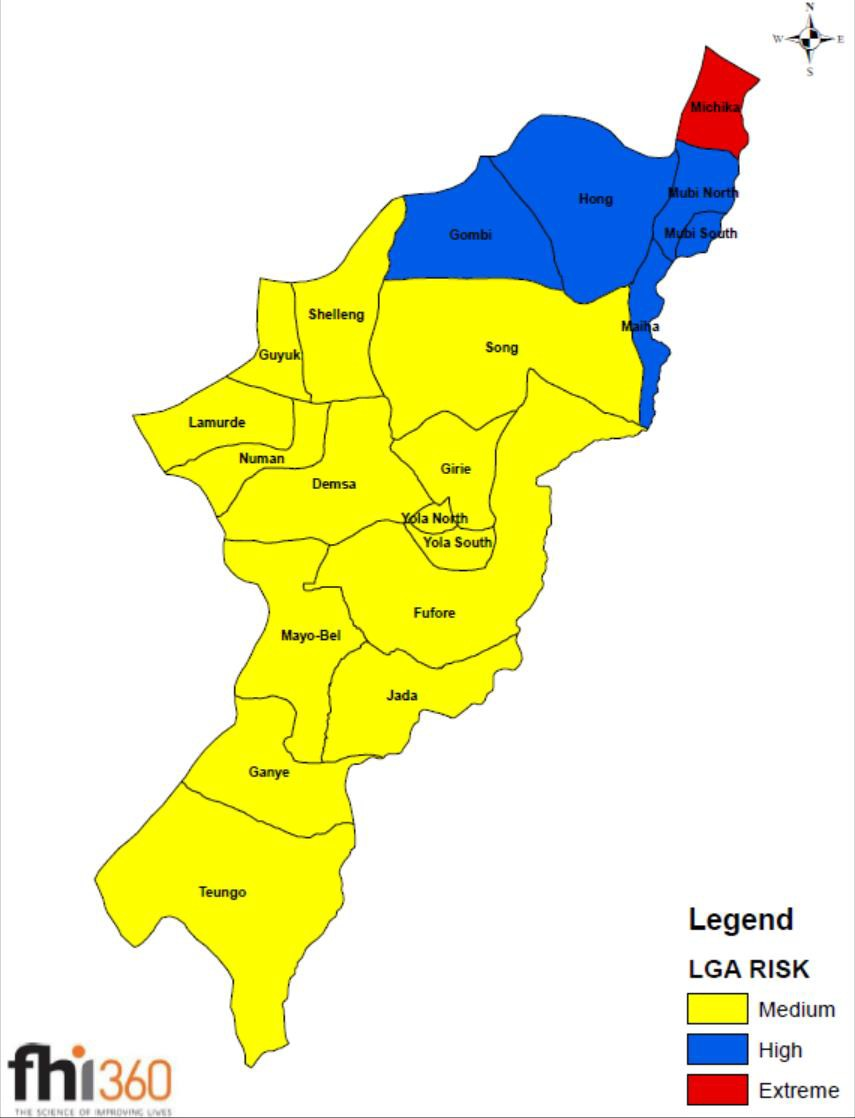 N
W E
S
Michika
Mubi North
Hong
Mubi South
Gombi
Shelleng
Maiha
Song
Guyuk
Lamurde
Numan
Girie
Demsa
Yola North
Yola South
Fufore
Mayo-Bel
Jada
Ganye
Teungo
Legend
LGA RISK
Medium
High
Extreme
fhi360
THE SCIENCE OF IMPROVING LIVES